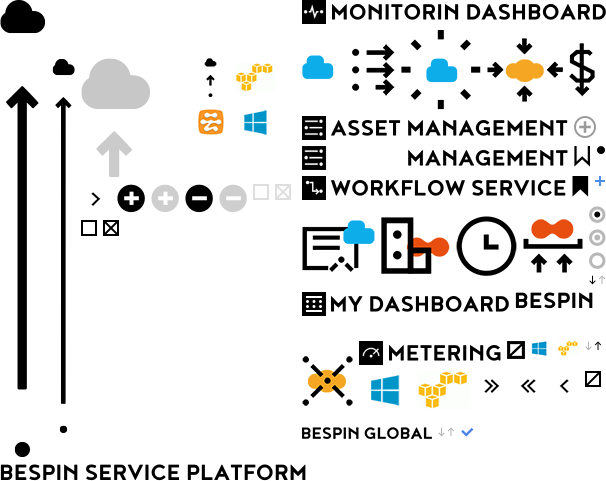 MONITORIN DASHBOARD
ASSET MANAGEMENT
MANAGEMENT
WORKFLOW SERVICE
MY DASHBOARD
BESPIN
METERING
BESPIN GLOBAL
BESPIN SERVICE PLATFORM